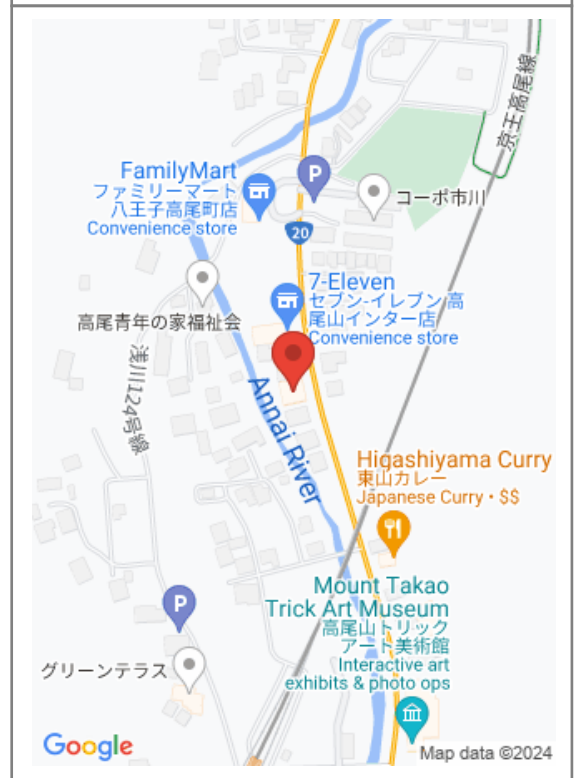 京王高尾線
FamilyMart
ファミリーマート
八王子高尾町店
Convenience store
P
コーポ市川
20
7-Eleven
セブン-イレブン 高
尾山インター店
Convenience store
高尾青年の家福祉会
浅川124号線
Annai River
Higashiyama Curry
東山カレー
Japanese Curry • $$
Mount Takao
Trick Art Museum
高尾山トリック
アート美術館
Interactive art
exhibits & photo ops
P
グリーンテラス
Google
Map data ©2024